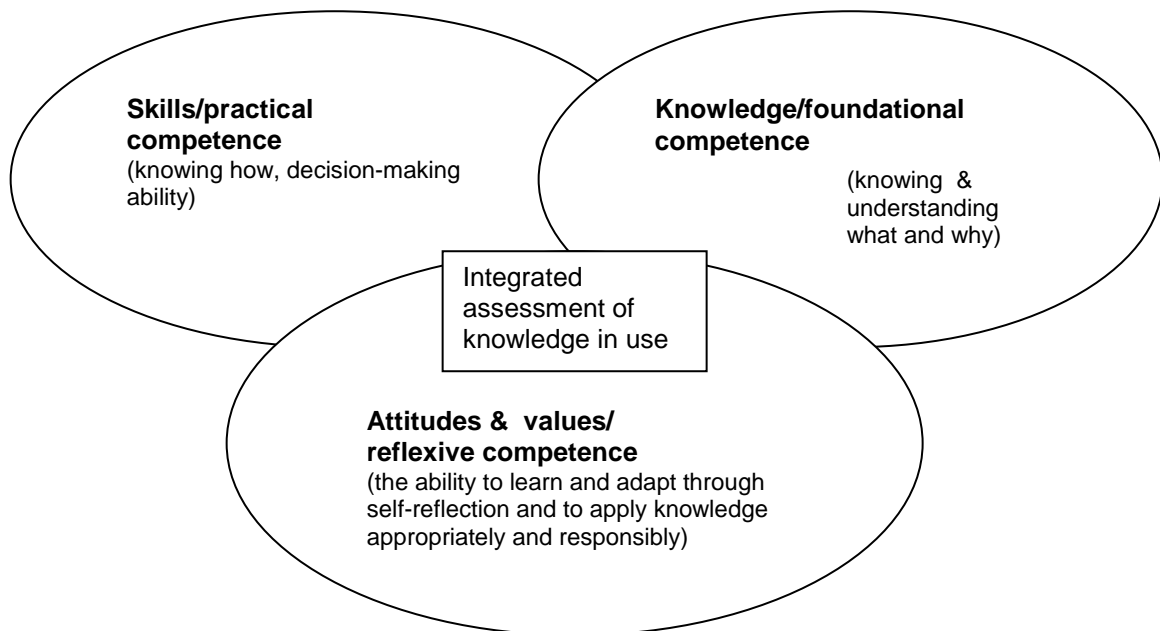 Skills/practical
competence
(knowing how, decision-making
ability)
Knowledge/foundational
competence
(knowing & 
understanding
what and why)
Integrated
assessment of
knowledge in use
Attitudes & values/
reflexive competence
(the ability to learn and adapt through
self-reflection and to apply knowledge
appropriately and responsibly)